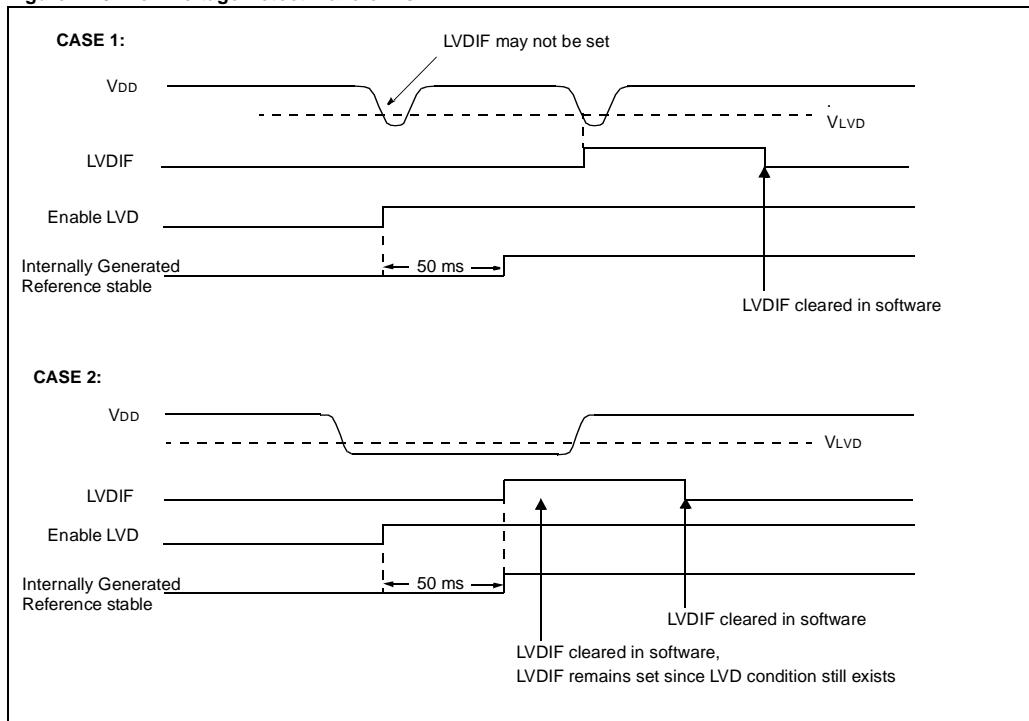 CASE 1:
LVDIF may not be set
VDD
VLVD
LVDIF
Enable LVD
50 ms
Internally Generated
Reference stable
LVDIF cleared in software
CASE 2:
VDD
VLVD
LVDIF
Enable LVD
50 ms
Internally Generated
Reference stable
LVDIF cleared in software
LVDIF cleared in software,
LVDIF remains set since LVD condition still exists